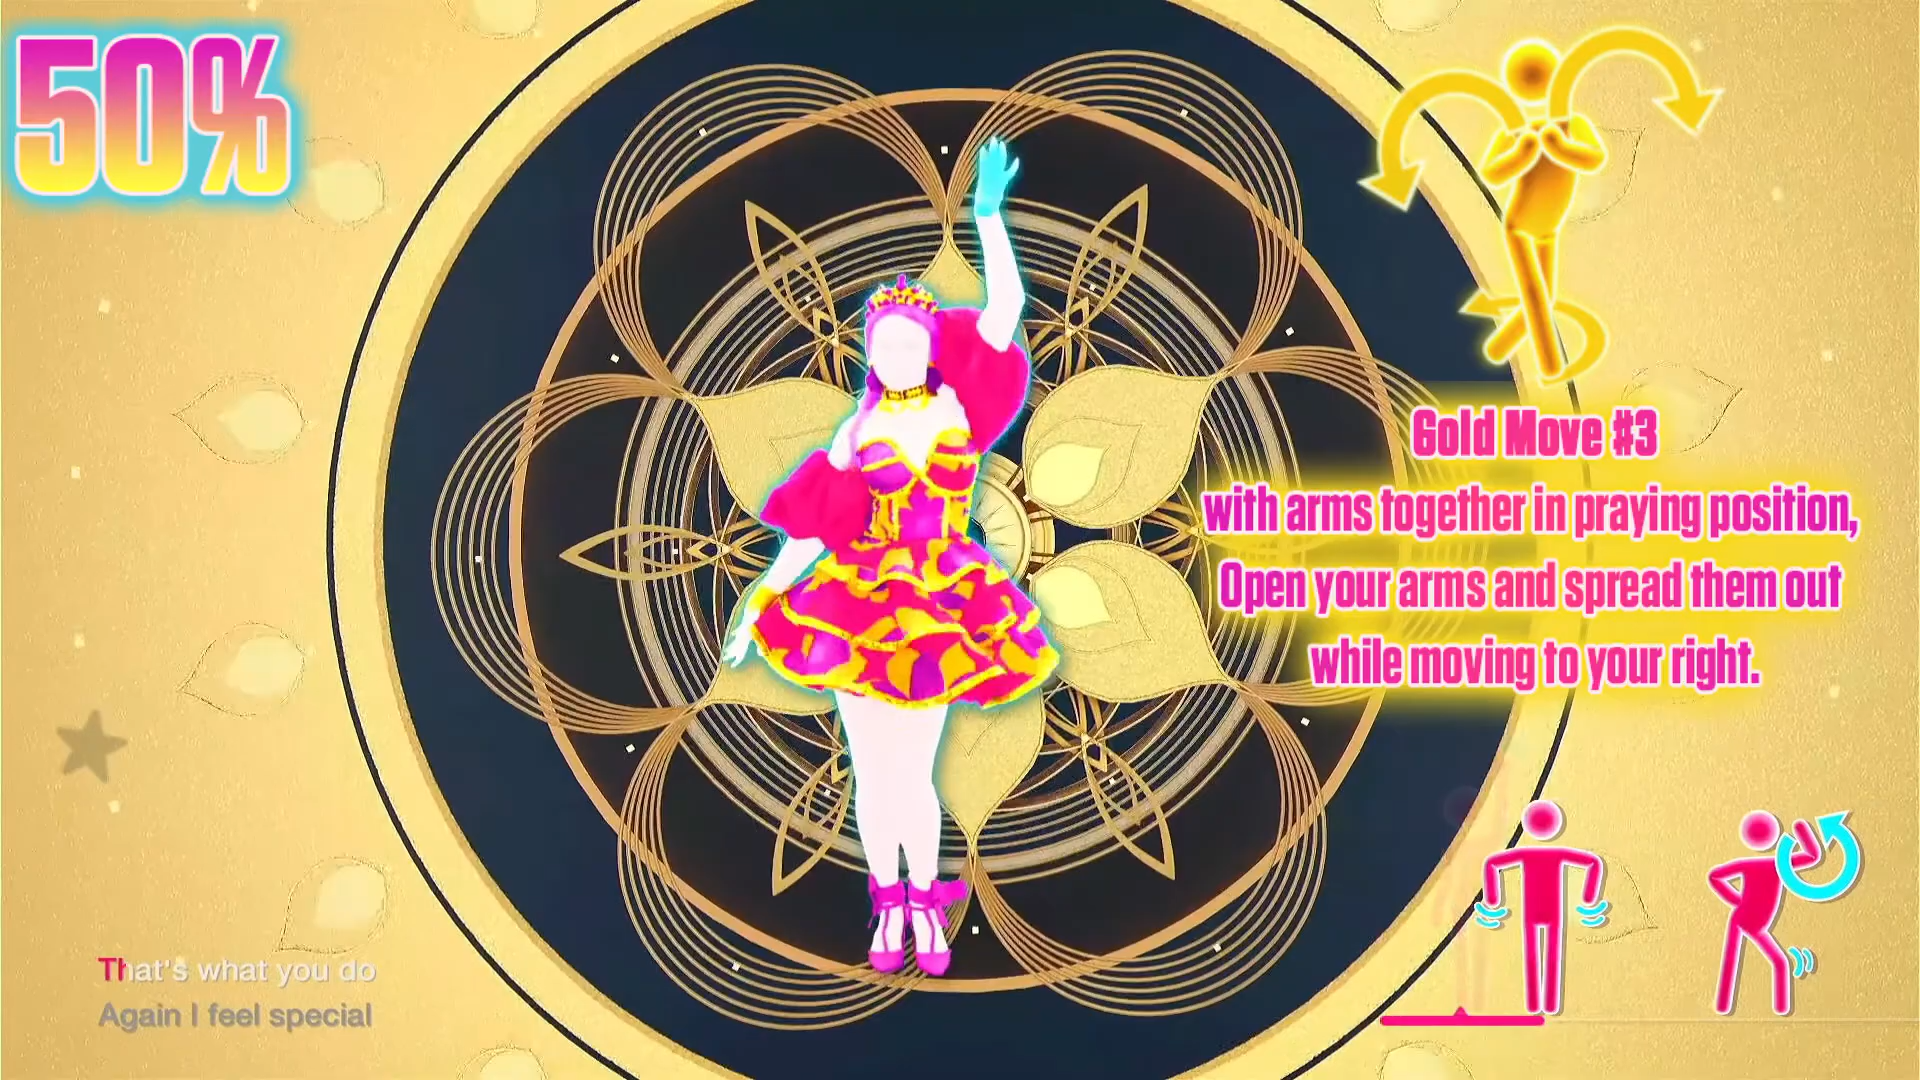 50%
Gold Move #3
with arms together in praying position,
Open your arms and spread them out
while moving to your right.
That's what you do
Again I feel special